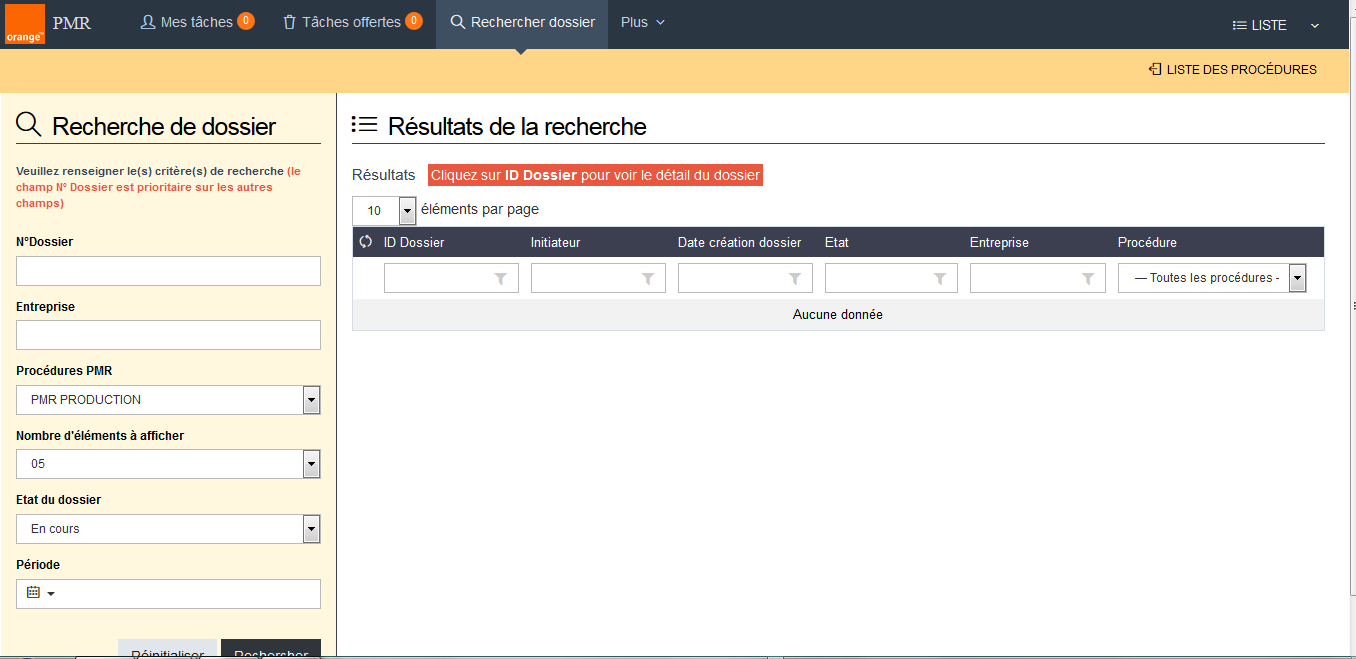 orange™ PMR Mes tâches 0 Tâches offertes 0 Rechercher dossier Plus LISTE
LISTE DES PROCÉDURES
Recherche de dossier
Veuillez renseigner le(s) critère(s) de recherche (le
champ N° Dossier est prioritaire sur les autres
champs)
N°Dossier
Entreprise
Procédures PMR
PMR PRODUCTION
Nombre d'éléments à afficher
05
Etat du dossier
En cours
Période
Réinitialiser Rechercher
Résultats de la recherche
Résultats Cliquez sur ID Dossier pour voir le détail du dossier
10 éléments par page
ID Dossier Initiateur Date création dossier Etat Entreprise Procédure
— Toutes les procédures -
Aucune donnée